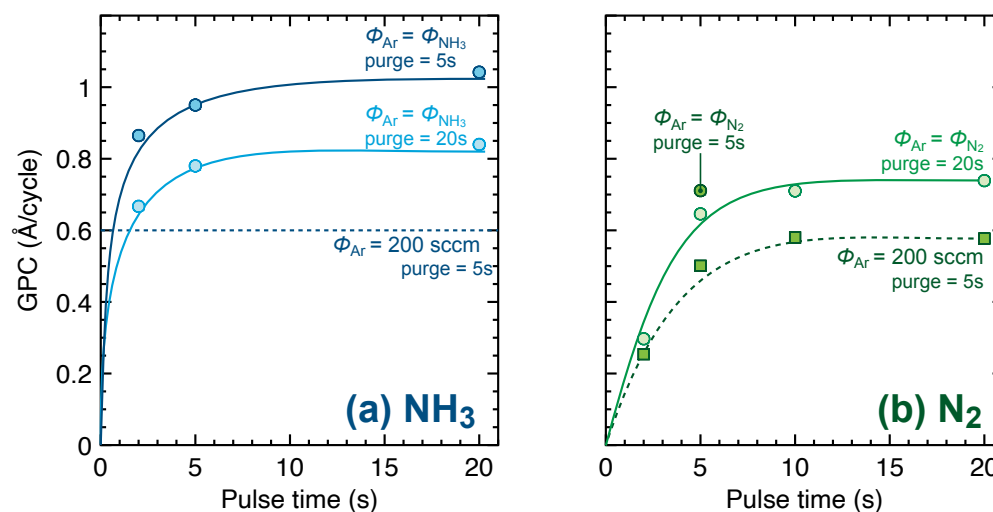 GPC (Å/cycle)
1
0.8
0.6
0.4
0.2
0
Φ_Ar = Φ_NH₃
purge = 5s
Φ_Ar = Φ_NH₃
purge = 20s
Φ_Ar = 200 sccm
purge = 5s
(a) NH₃
0 5 10 15 20
Pulse time (s)
Φ_Ar = Φ_N₂
purge = 5s
Φ_Ar = Φ_N₂
purge = 20s
Φ_Ar = 200 sccm
purge = 5s
(b) N₂
0 5 10 15 20
Pulse time (s)